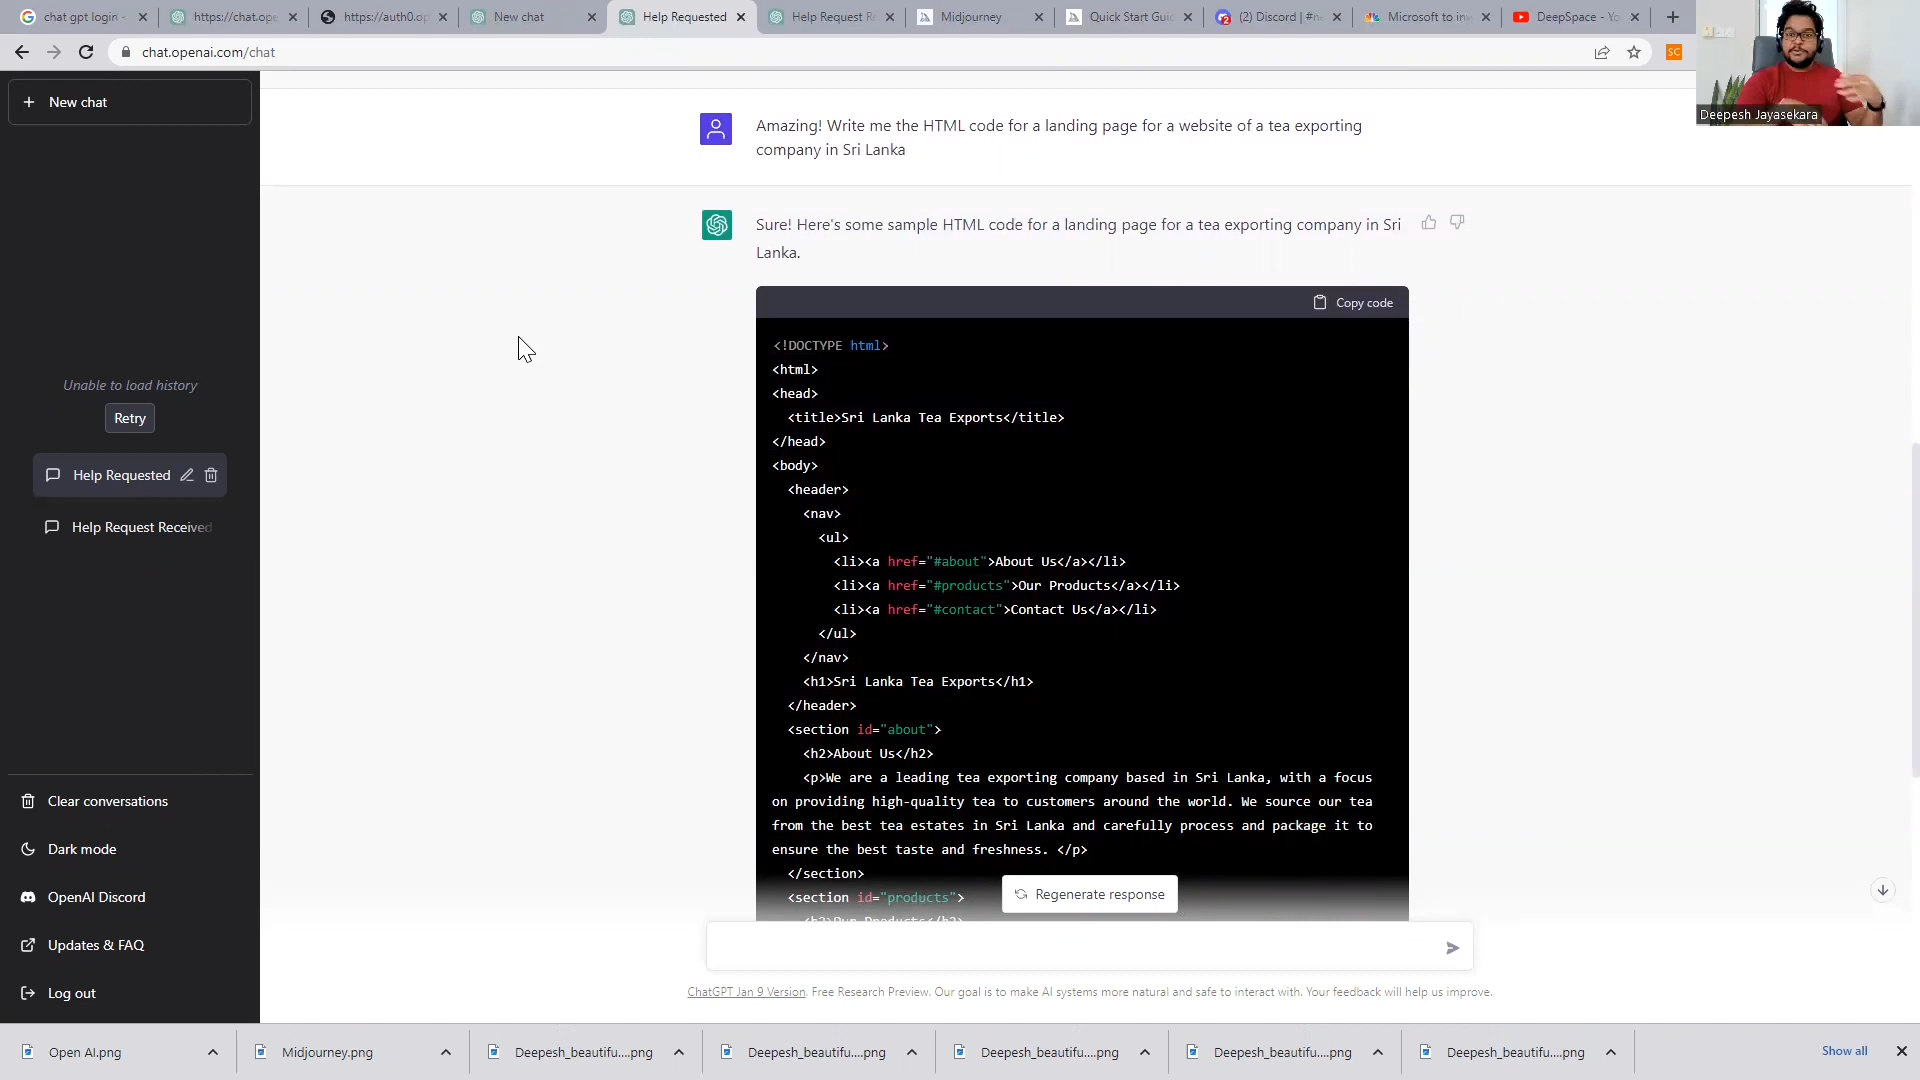 chat gpt login -
https://chat.ope
https://auth0.op
New chat
Help Requested
Help Request R
Midjourney
Quick Start Gui
(2) Discord | #n
Microsoft to in
DeepSpace - Yo
chat.openai.com/chat
SC
Deepesh Jayasekara
New chat
Unable to load history
Retry
Help Requested
Help Request Received
Clear conversations
Dark mode
OpenAI Discord
Updates & FAQ
Log out
Amazing! Write me the HTML code for a landing page for a website of a tea exporting
company in Sri Lanka
Sure! Here's some sample HTML code for a landing page for a tea exporting company in Sri
Lanka.
Copy code
<!DOCTYPE html>
<html>
<head>
<title>Sri Lanka Tea Exports</title>
</head>
<body>
<header>
<nav>
<ul>
<li><a href="#about">About Us</a></li>
<li><a href="#products">Our Products</a></li>
<li><a href="#contact">Contact Us</a></li>
</ul>
</nav>
<h1>Sri Lanka Tea Exports</h1>
</header>
<section id="about">
<h2>About Us</h2>
<p>We are a leading tea exporting company based in Sri Lanka, with a focus
on providing high-quality tea to customers around the world. We source our tea
from the best tea estates in Sri Lanka and carefully process and package it to
ensure the best taste and freshness. </p>
</section>
<section id="products">
<h2>Our Products</h2>
Regenerate response
ChatGPT Jan 9 Version. Free Research Preview. Our goal is to make AI systems more natural and safe to interact with. Your feedback will help us improve.
Open AI.png
Midjourney.png
Deepesh_beautifu....png
Deepesh_beautifu....png
Deepesh_beautifu....png
Deepesh_beautifu....png
Deepesh_beautifu....png
Show all